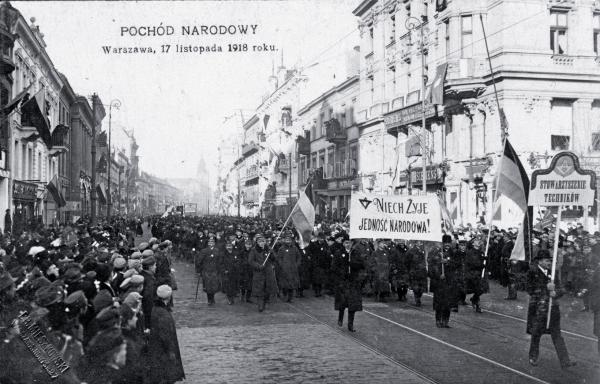 POCHÓD NARODOWY
Warszawa, 17 listopada 1918 roku.
NIECH ŻYJE
JEDNOŚĆ NARODOWA!
STOWARZYSZENIE
TECHNIKÓW